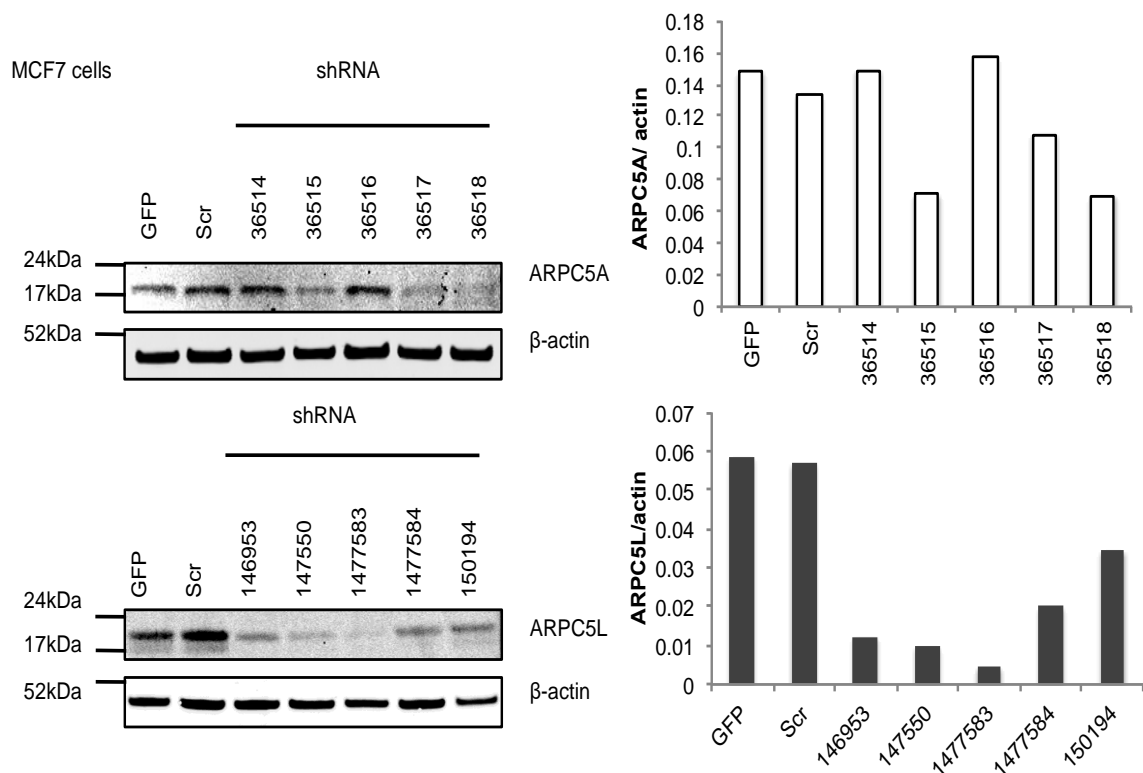 MCF7 cells
shRNA
GFP
Scr
36514
36515
36516
36517
36518
24kDa
17kDa
ARPC5A
52kDa
β-actin
shRNA
GFP
Scr
146953
147550
1477583
1477584
150194
24kDa
17kDa
ARPC5L
52kDa
β-actin
ARPC5A/ actin
0.18
0.16
0.14
0.12
0.1
0.08
0.06
0.04
0.02
0
GFP
Scr
36514
36515
36516
36517
36518
ARPC5L/actin
0.07
0.06
0.05
0.04
0.03
0.02
0.01
0
GFP
Scr
146953
147550
1477583
1477584
150194